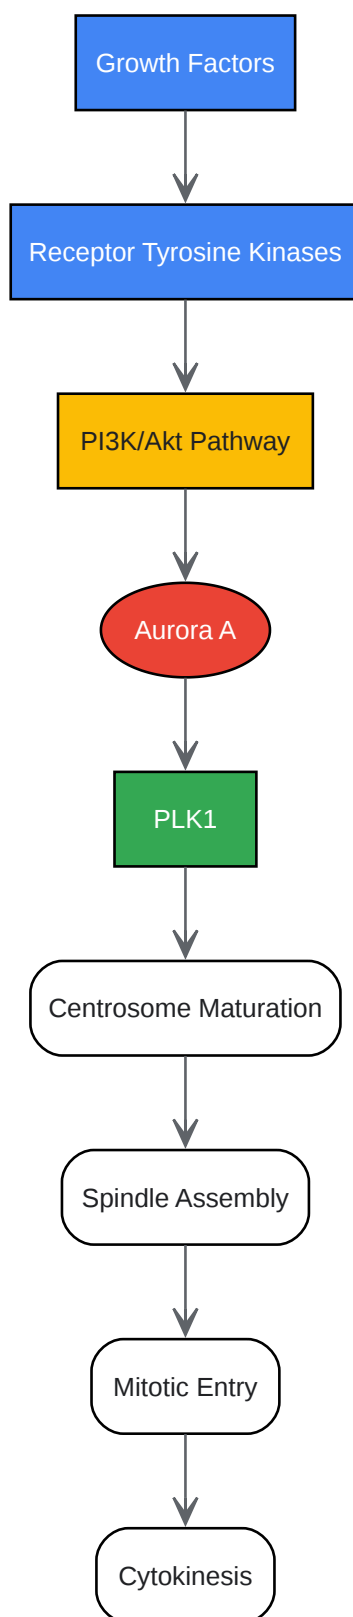 Growth Factors
Receptor Tyrosine Kinases
PI3K/Akt Pathway
Aurora A
PLK1
Centrosome Maturation
Spindle Assembly
Mitotic Entry
Cytokinesis